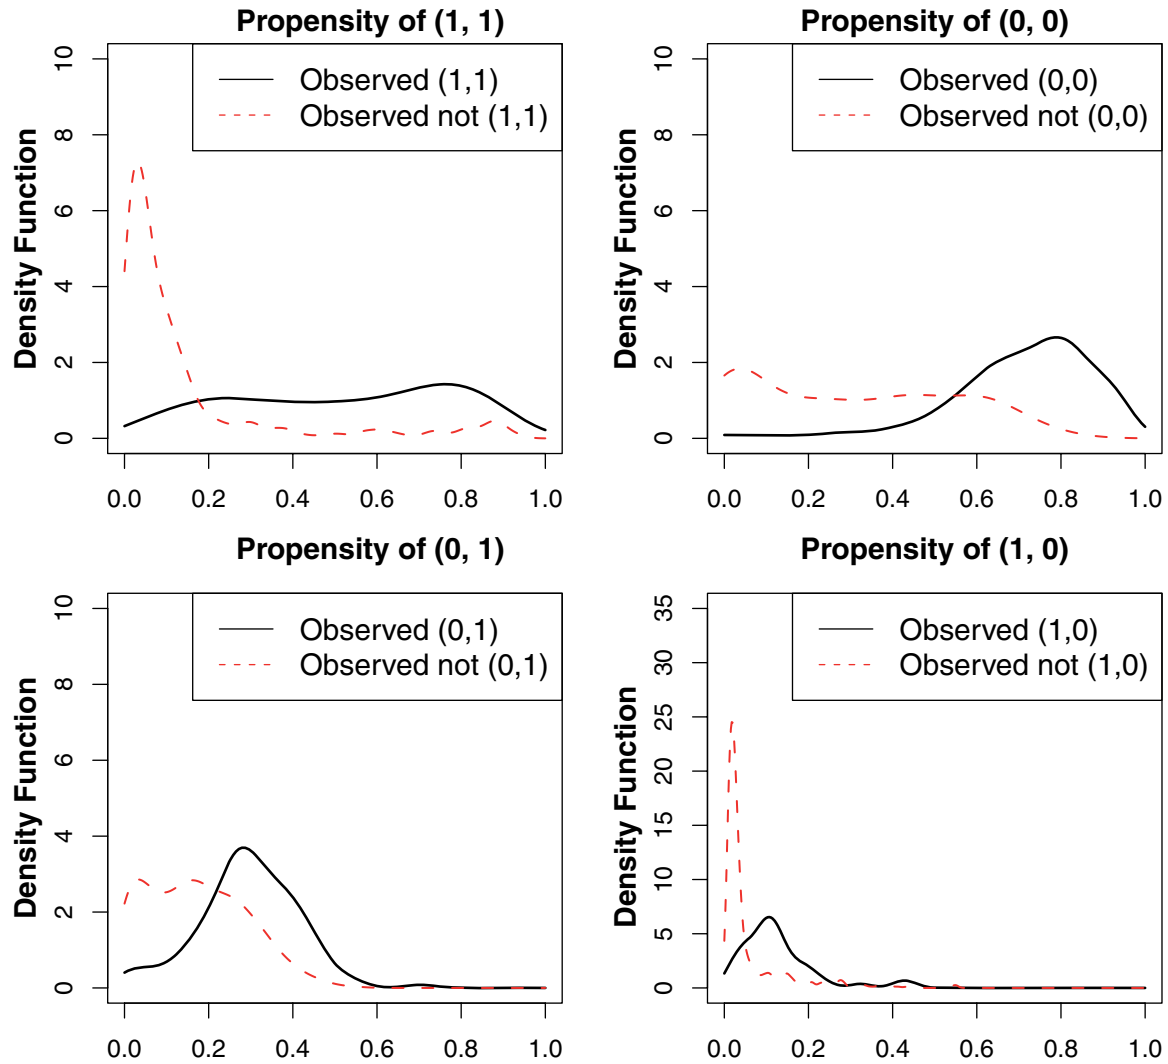 Propensity of (1, 1)
Density Function
10
8
6
4
2
0
Observed (1,1)
Observed not (1,1)
0.0 0.2 0.4 0.6 0.8 1.0
Propensity of (0, 0)
Density Function
10
8
6
4
2
0
Observed (0,0)
Observed not (0,0)
0.0 0.2 0.4 0.6 0.8 1.0
Propensity of (0, 1)
Density Function
10
8
6
4
2
0
Observed (0,1)
Observed not (0,1)
0.0 0.2 0.4 0.6 0.8 1.0
Propensity of (1, 0)
Density Function
35
30
25
20
15
10
5
0
Observed (1,0)
Observed not (1,0)
0.0 0.2 0.4 0.6 0.8 1.0